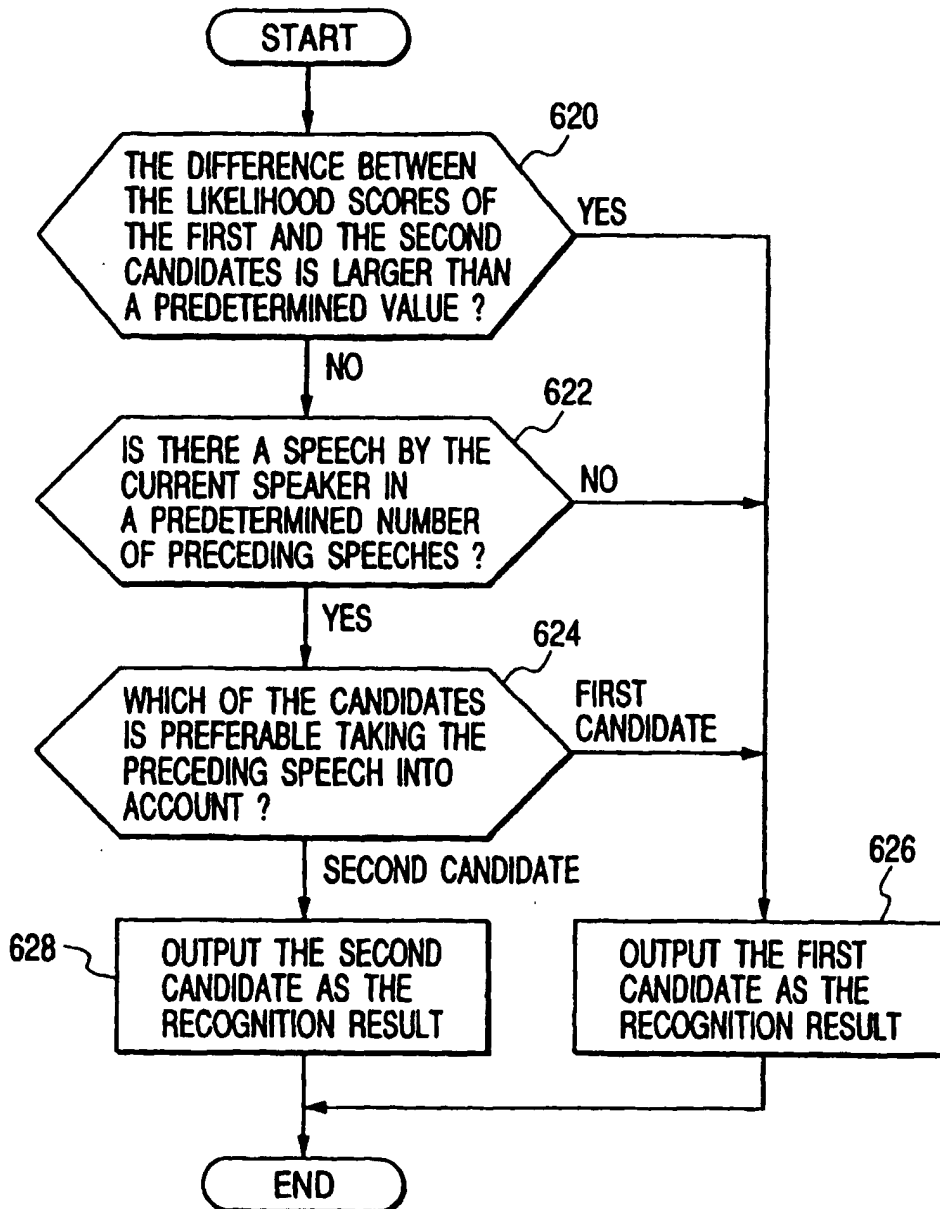 START
620
THE DIFFERENCE BETWEEN
THE LIKELIHOOD SCORES OF
THE FIRST AND THE SECOND
CANDIDATES IS LARGER THAN
A PREDETERMINED VALUE ?
YES
NO
622
IS THERE A SPEECH BY THE
CURRENT SPEAKER IN
A PREDETERMINED NUMBER
OF PRECEDING SPEECHES ?
NO
YES
624
WHICH OF THE CANDIDATES
IS PREFERABLE TAKING THE
PRECEDING SPEECH INTO
ACCOUNT ?
FIRST
CANDIDATE
SECOND CANDIDATE
628
OUTPUT THE SECOND
CANDIDATE AS THE
RECOGNITION RESULT
626
OUTPUT THE FIRST
CANDIDATE AS THE
RECOGNITION RESULT
END